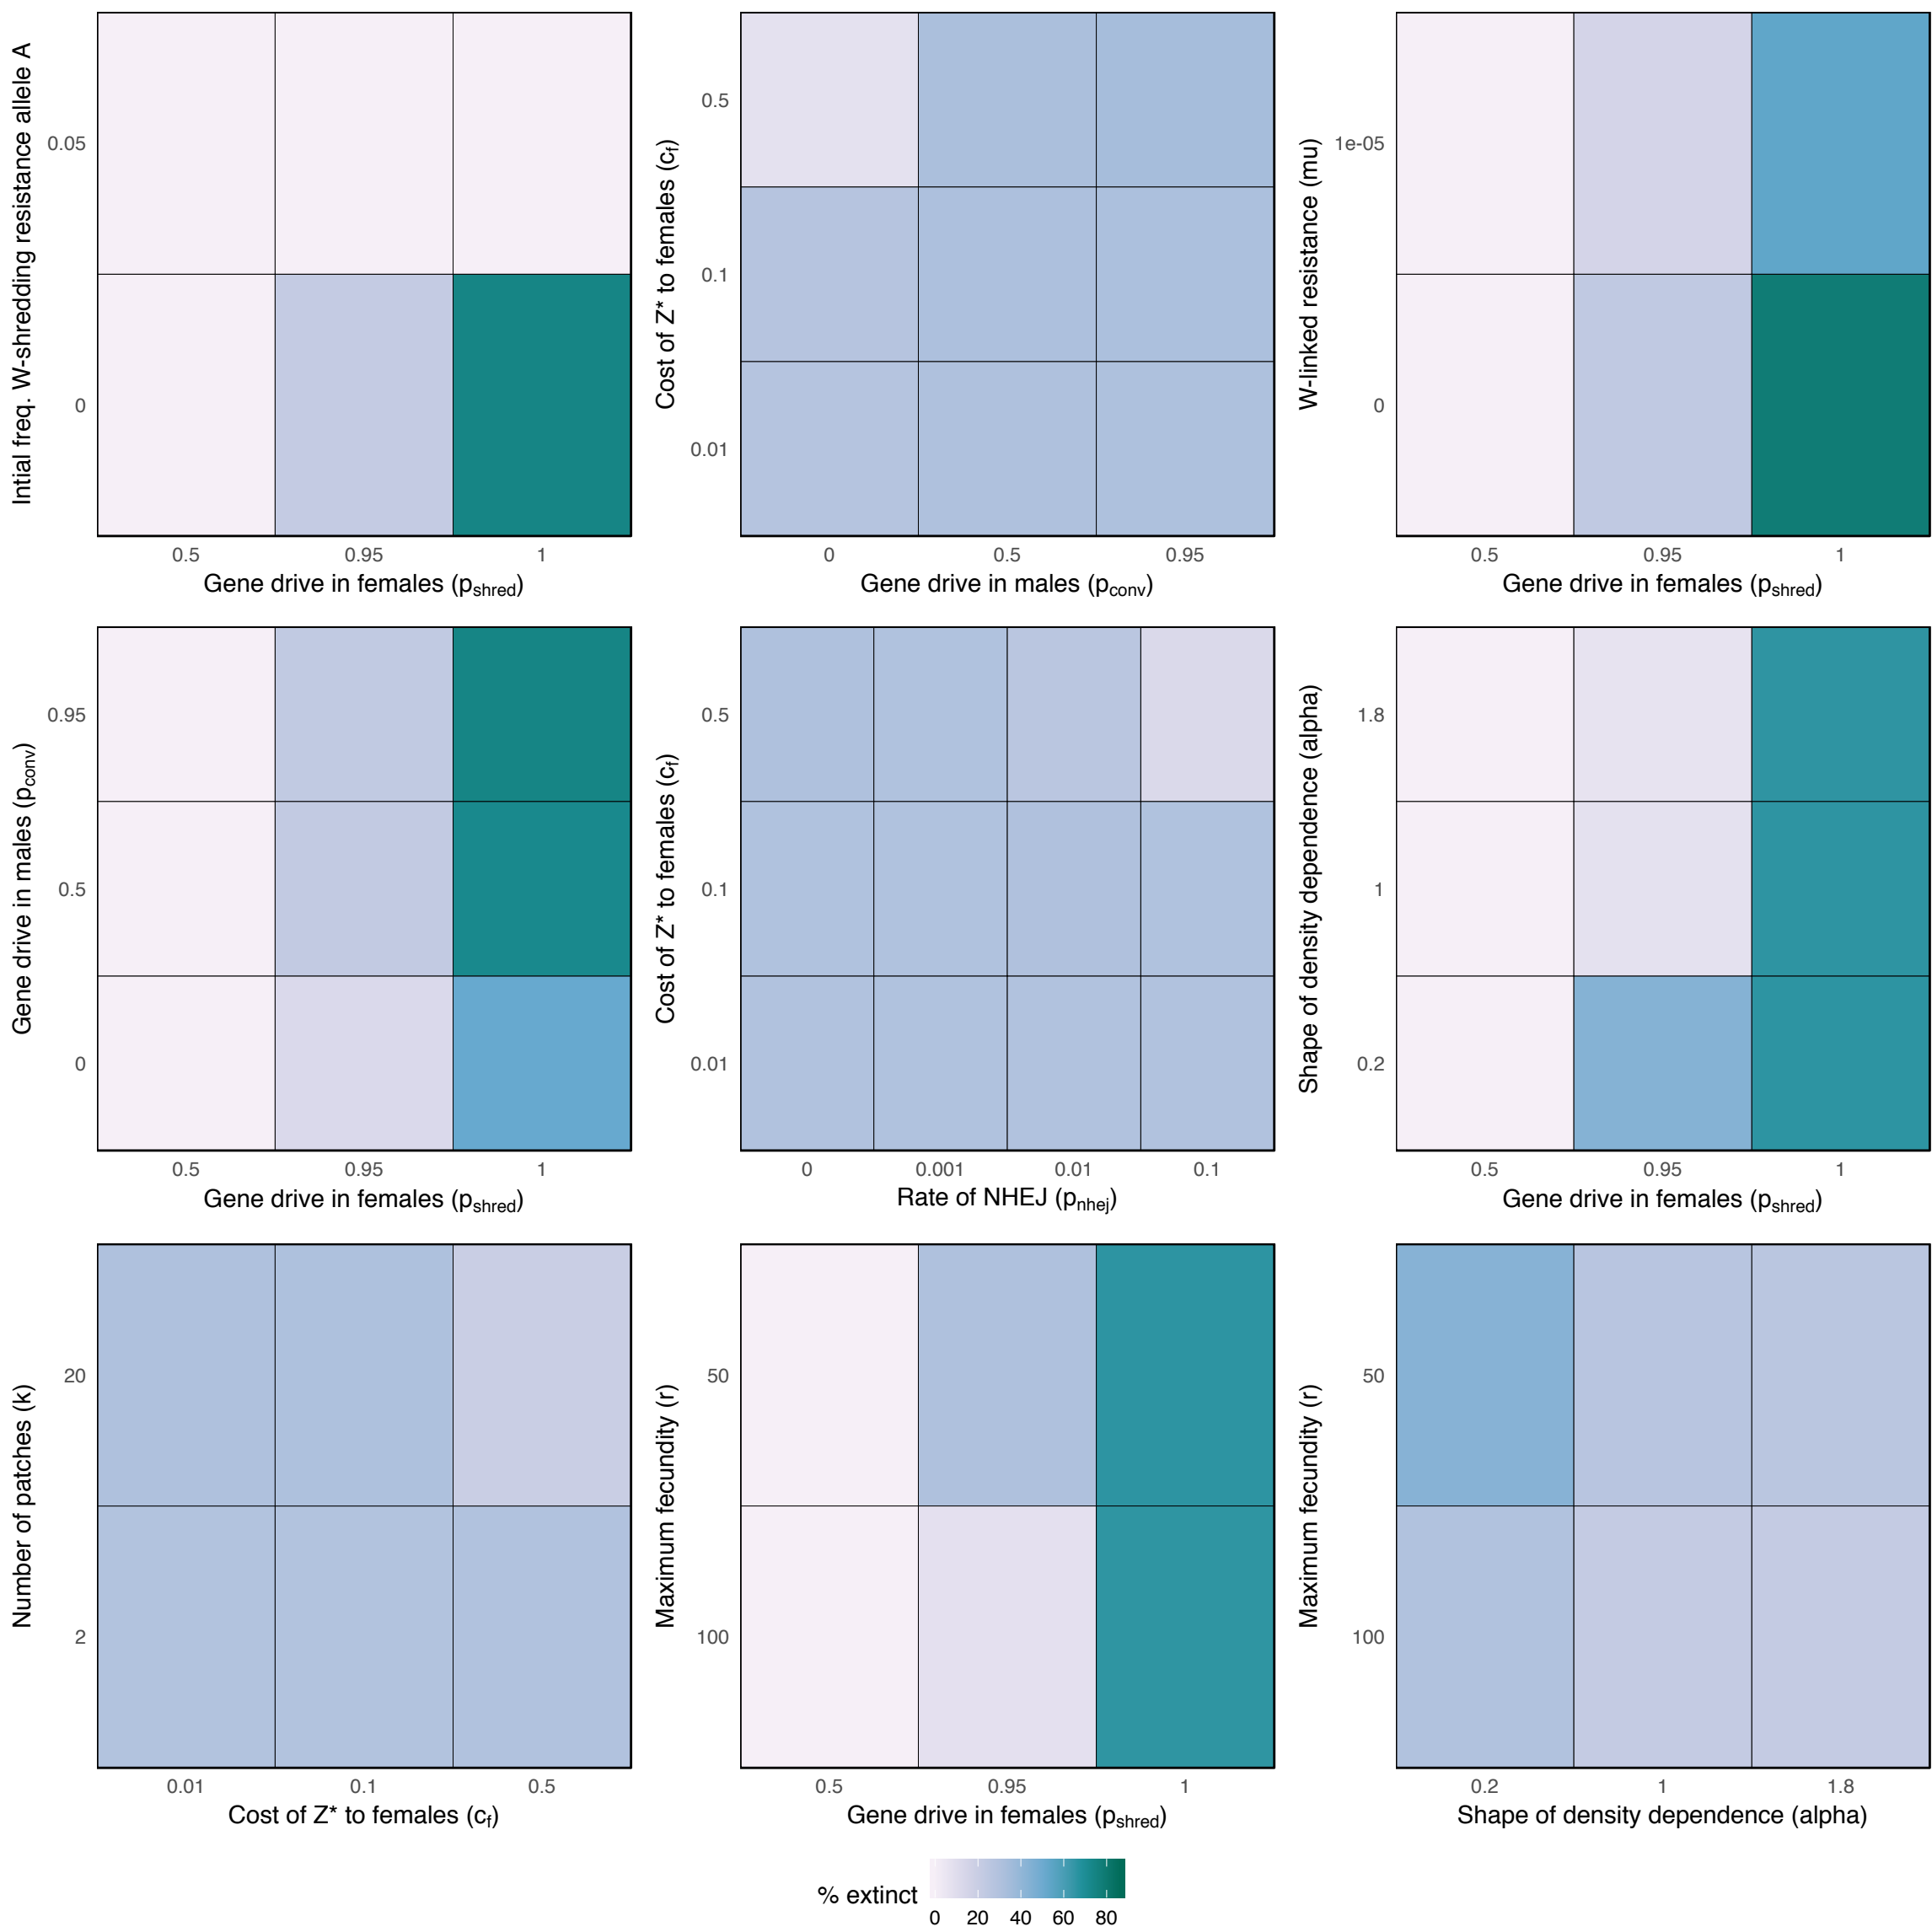 Intial freq. W-shredding resistance allele A
0.05
0
0.5 0.95 1
Gene drive in females (pshred)
Cost of Z* to females (cf)
0.5
0.1
0.01
0 0.5 0.95
Gene drive in males (pconv)
W-linked resistance (mu)
1e-05
0
0.5 0.95 1
Gene drive in females (pshred)
Gene drive in males (pconv)
0.95
0.5
0
0.5 0.95 1
Gene drive in females (pshred)
Cost of Z* to females (cf)
0.5
0.1
0.01
0 0.001 0.01 0.1
Rate of NHEJ (pnhej)
Shape of density dependence (alpha)
1.8
1
0.2
0.5 0.95 1
Gene drive in females (pshred)
Number of patches (k)
20
2
0.01 0.1 0.5
Cost of Z* to females (cf)
Maximum fecundity (r)
50
100
0.5 0.95 1
Gene drive in females (pshred)
Maximum fecundity (r)
50
100
0.2 1 1.8
Shape of density dependence (alpha)
% extinct
0 20 40 60 80